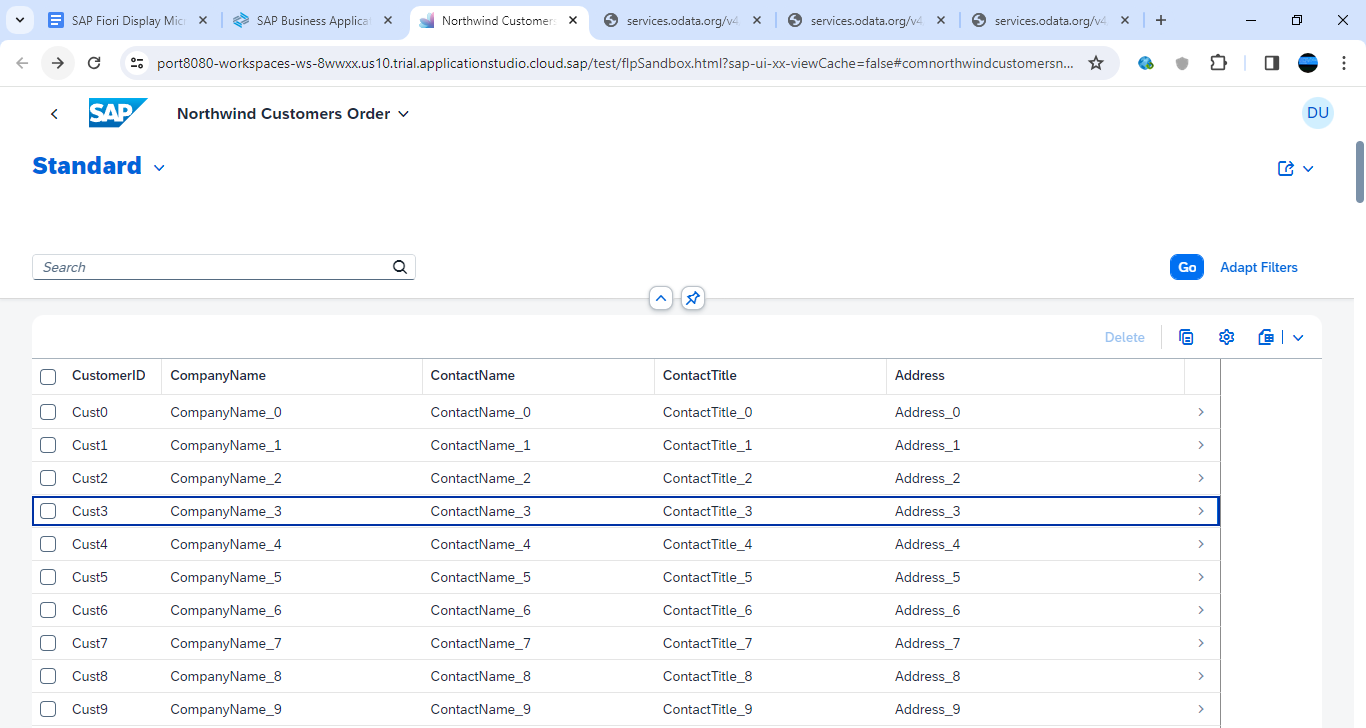 SAP Fiori Display Micr
SAP Business Applicat
Northwind Customers
services.odata.org/v4
services.odata.org/v4
services.odata.org/v4
port8080-workspaces-ws-8wwxx.us10.trial.applicationstudio.cloud.sap/test/flpSandbox.html?sap-ui-xx-viewCache=false#comnorthwindcustomersn...
SAP Northwind Customers Order DU
Standard
Search Go Adapt Filters
Delete
CustomerID CompanyName ContactName ContactTitle Address
Cust0 CompanyName_0 ContactName_0 ContactTitle_0 Address_0
Cust1 CompanyName_1 ContactName_1 ContactTitle_1 Address_1
Cust2 CompanyName_2 ContactName_2 ContactTitle_2 Address_2
Cust3 CompanyName_3 ContactName_3 ContactTitle_3 Address_3
Cust4 CompanyName_4 ContactName_4 ContactTitle_4 Address_4
Cust5 CompanyName_5 ContactName_5 ContactTitle_5 Address_5
Cust6 CompanyName_6 ContactName_6 ContactTitle_6 Address_6
Cust7 CompanyName_7 ContactName_7 ContactTitle_7 Address_7
Cust8 CompanyName_8 ContactName_8 ContactTitle_8 Address_8
Cust9 CompanyName_9 ContactName_9 ContactTitle_9 Address_9